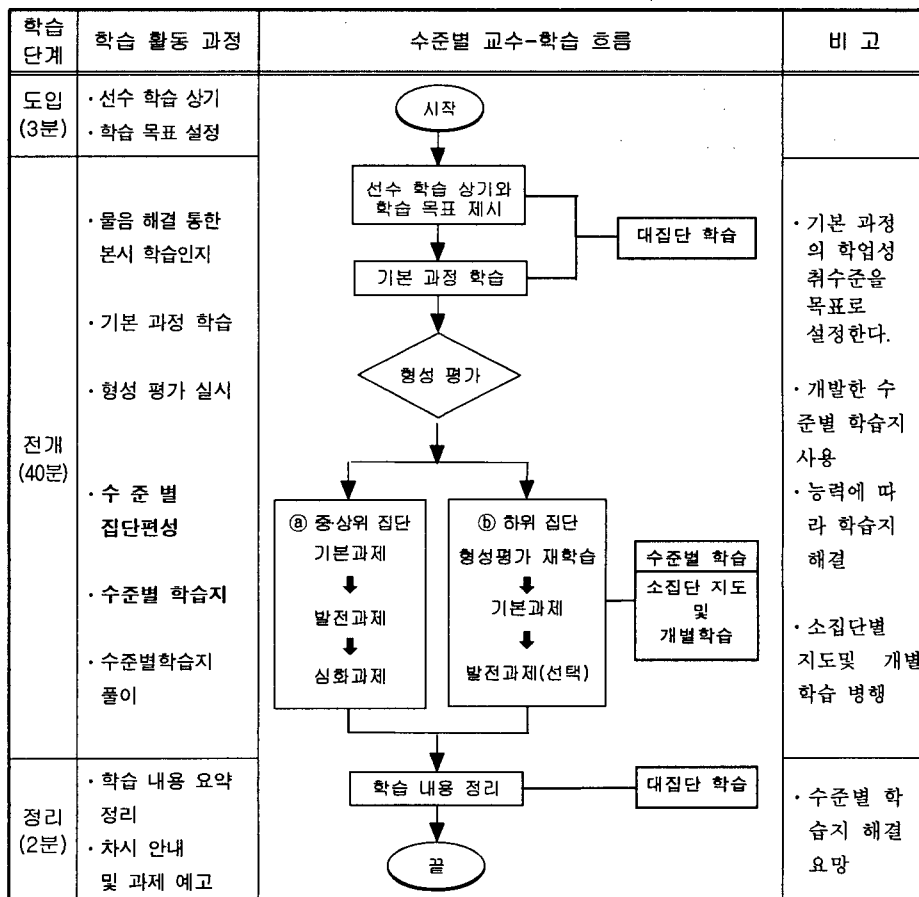 학습
단계
학습 활동 과정
수준별 교수-학습 흐름
비 고
도입
(3분)
· 선수 학습 상기
· 학습 목표 설정
시작
전개
(40분)
· 물음 해결 통한
본시 학습인지
· 기본 과정 학습
· 형성 평가 실시
· 수 준 별
집단편성
· 수준별 학습지
· 수준별학습지
풀이
선수 학습 상기와
학습 목표 제시
대집단 학습
기본 과정 학습
형성 평가
ⓐ 중·상위 집단
기본과제
발전과제
심화과제
ⓑ 하위 집단
형성평가 재학습
기본과제
발전과제(선택)
수준별 학습
소집단 지도
및
개별학습
· 기본 과정
의 학업성
취수준을
목표로
설정한다.
· 개발한 수
준별 학습지
사용
· 능력에 따
라 학습지
해결
· 소집단별
지도및 개별
학습 병행
정리
(2분)
· 학습 내용 요약
정리
· 차시 안내
및 과제 예고
학습 내용 정리
대집단 학습
끝
· 수준별 학
습지 해결
요망